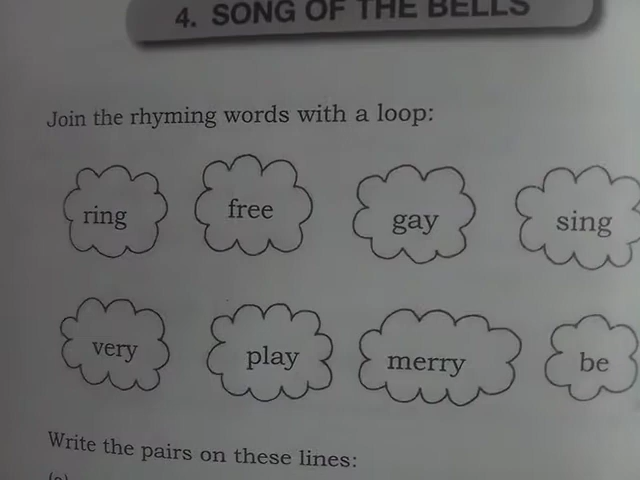 4. SONG OF THE BELLS
Join the rhyming words with a loop:
ring free gay sing
very play merry be
Write the pairs on these lines: